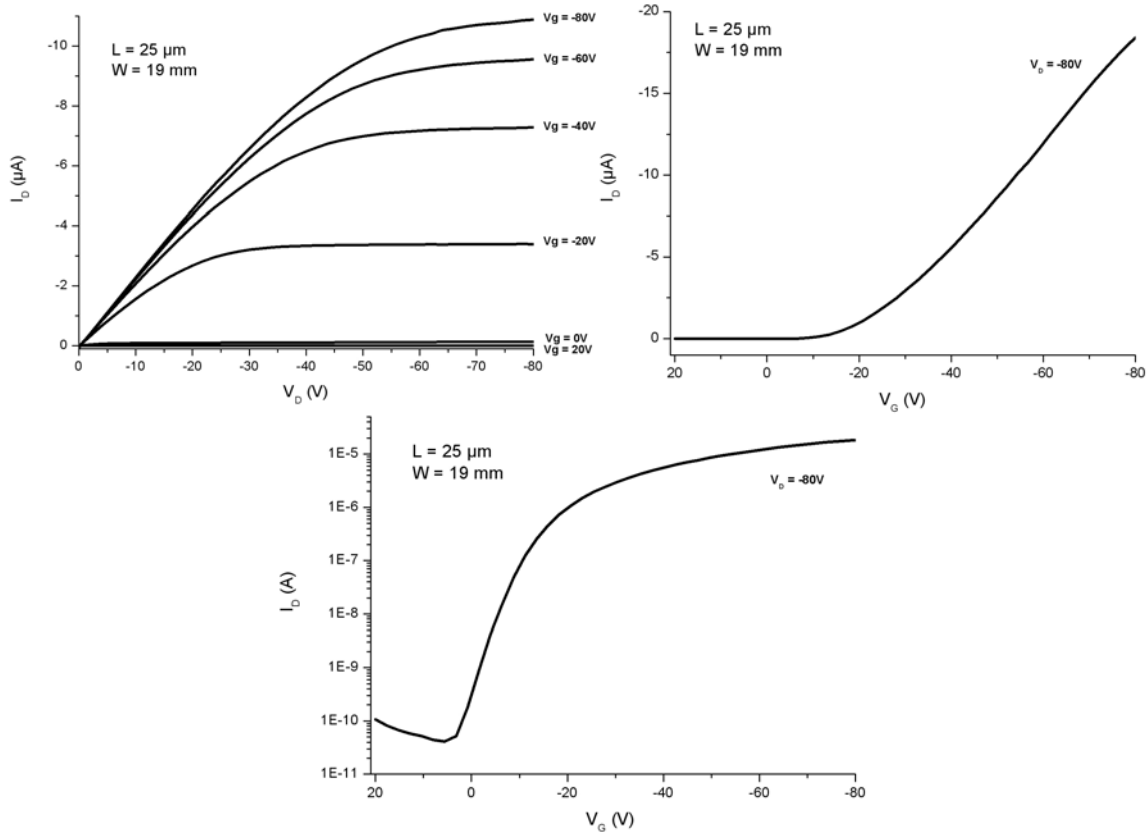 L = 25 µm
W = 19 mm
Vg = -80V
Vg = -60V
Vg = -40V
Vg = -20V
Vg = 0V
Vg = 20V
-10
-8
-6
-4
-2
0
I_D (µA)
0 -10 -20 -30 -40 -50 -60 -70 -80
V_D (V)
L = 25 µm
W = 19 mm
V_D = -80V
-20
-15
-10
-5
0
I_D (µA)
20 0 -20 -40 -60 -80
V_G (V)
L = 25 µm
W = 19 mm
V_D = -80V
1E-5
1E-6
1E-7
1E-8
1E-9
1E-10
1E-11
I_D (A)
20 0 -20 -40 -60 -80
V_G (V)